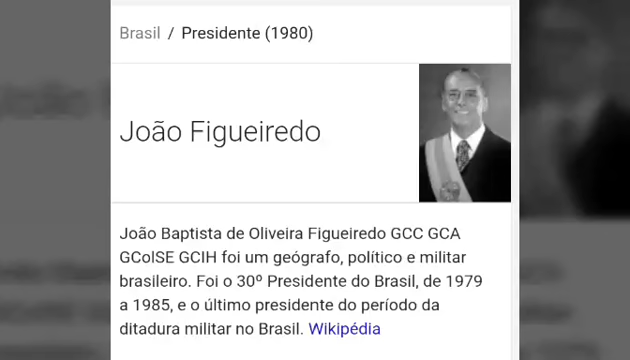 Brasil / Presidente (1980)
João Figueiredo
João Baptista de Oliveira Figueiredo GCC GCA
GColSE GCIH foi um geógrafo, político e militar
brasileiro. Foi o 30º Presidente do Brasil, de 1979
a 1985, e o último presidente do período da
ditadura militar no Brasil. Wikipédia